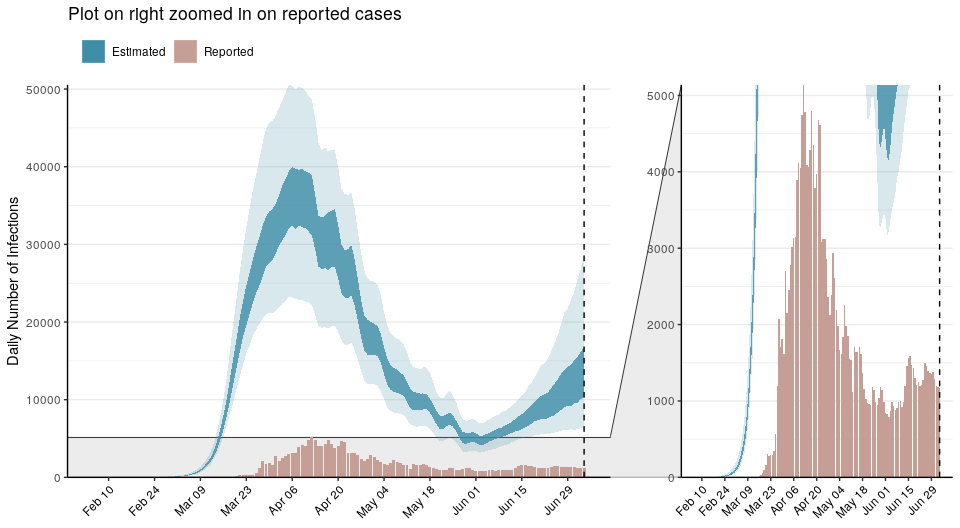 Plot on right zoomed in on reported cases
Estimated Reported
Daily Number of Infections
50000
40000
30000
20000
10000
0
Feb 10 Feb 24 Mar 09 Mar 23 Apr 06 Apr 20 May 04 May 18 Jun 01 Jun 15 Jun 29
5000
4000
3000
2000
1000
0
Feb 10 Feb 24 Mar 09 Mar 23 Apr 06 Apr 20 May 04 May 18 Jun 01 Jun 15 Jun 29